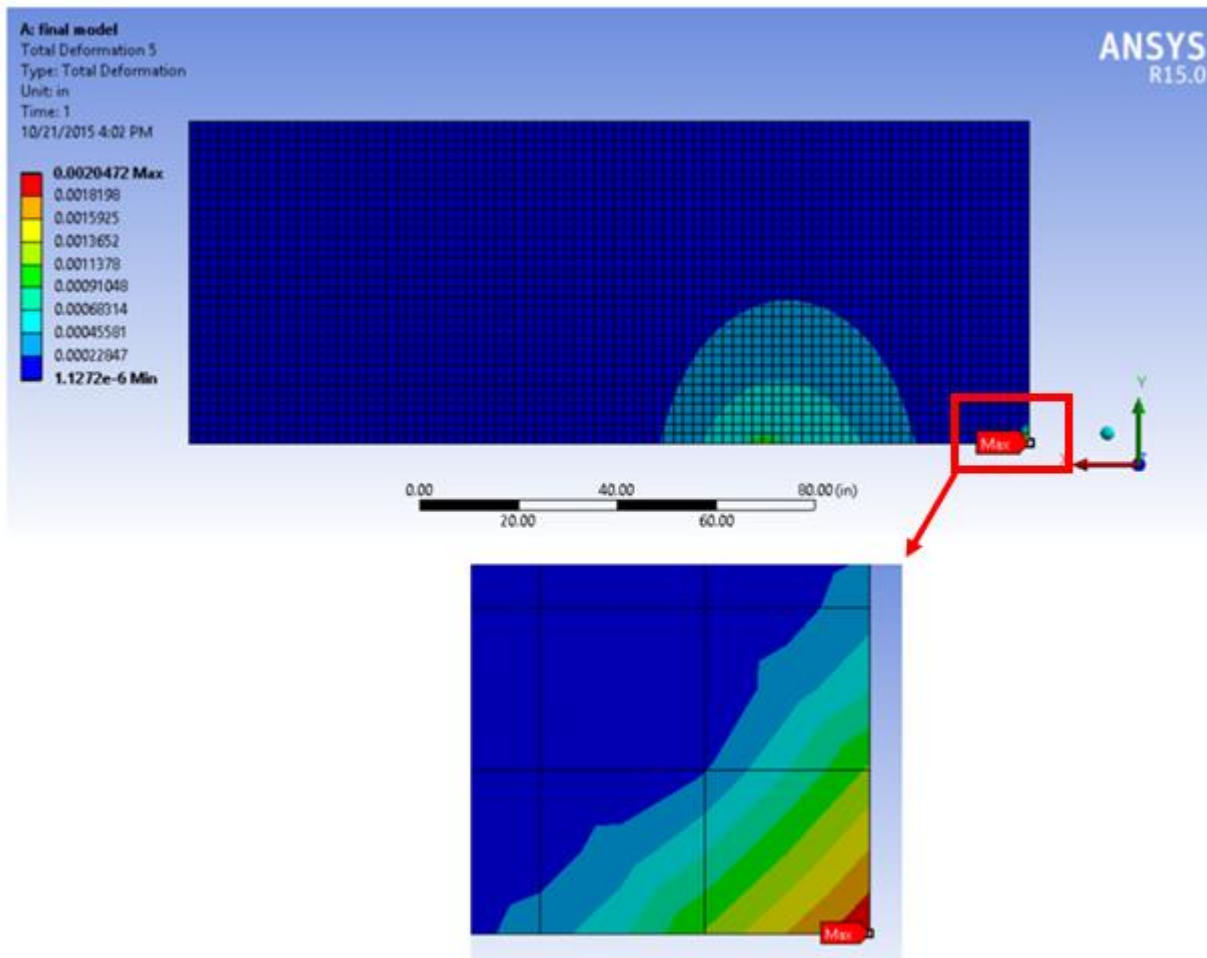 A: final model
Total Deformation 5
Type: Total Deformation
Unit: in
Time: 1
10/21/2015 4:02 PM
ANSYS
R15.0
0.0020472 Max
0.0018198
0.0015925
0.0013652
0.0011378
0.00091048
0.00068314
0.00045581
0.00022847
1.1272e-6 Min
Y
Max
X
0.00 40.00 80.00 (in)
20.00 60.00
Max